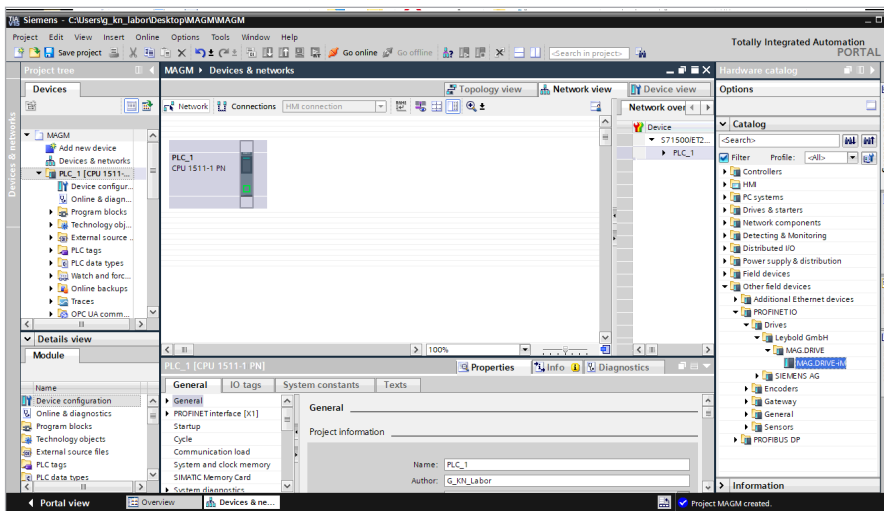 Siemens - C:\Users\g_kn_labor\Desktop\MAGM\MAGM
Project Edit View Insert Online Options Tools Window Help
Totally Integrated Automation
PORTAL
Save project
Go online
Go offline
<Search in project>
Project tree
MAGM
Devices & networks
Hardware catalog
Devices
Topology view
Network view
Device view
Options
Network
Connections
HMI connection
Network over
Devices & networks
MAGM
Add new device
Devices & networks
PLC_1 [CPU 1511-...
Device configur...
Online & diagn...
Program blocks
Technology obj...
External source ...
PLC tags
PLC data types
Watch and forc...
Online backups
Traces
OPC UA comm...
PLC_1
CPU 1511-1 PN
Device
S71500/ET2...
PLC_1
Catalog
<Search>
Filter Profile: <All>
Controllers
HMI
PC systems
Drives & starters
Network components
Detecting & Monitoring
Distributed I/O
Power supply & distribution
Field devices
Other field devices
Additional Ethernet devices
PROFINET IO
Drives
Leybold GmbH
MAG.DRIVE
MAG.DRIVE-iM
SIEMENS AG
Encoders
Gateway
General
Sensors
PROFIBUS DP
100%
Details view
Module
Name
Device configuration
Online & diagnostics
Program blocks
Technology objects
External source files
PLC tags
PLC data types
PLC_1 [CPU 1511-1 PN]
Properties
Info
Diagnostics
General
IO tags
System constants
Texts
General
PROFINET interface [X1]
Startup
Cycle
Communication load
System and clock memory
SIMATIC Memory Card
System diagnostics
General
Project information
Name: PLC_1
Author: G_KN_Labor
Information
Portal view
Overview
Devices & ne...
Project MAGM created.